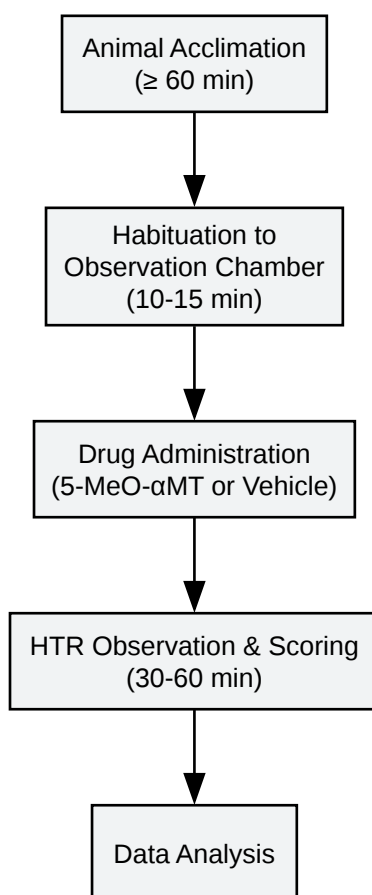 Animal Acclimation
(≥ 60 min)
Habituation to
Observation Chamber
(10-15 min)
Drug Administration
(5-MeO-αMT or Vehicle)
HTR Observation & Scoring
(30-60 min)
Data Analysis